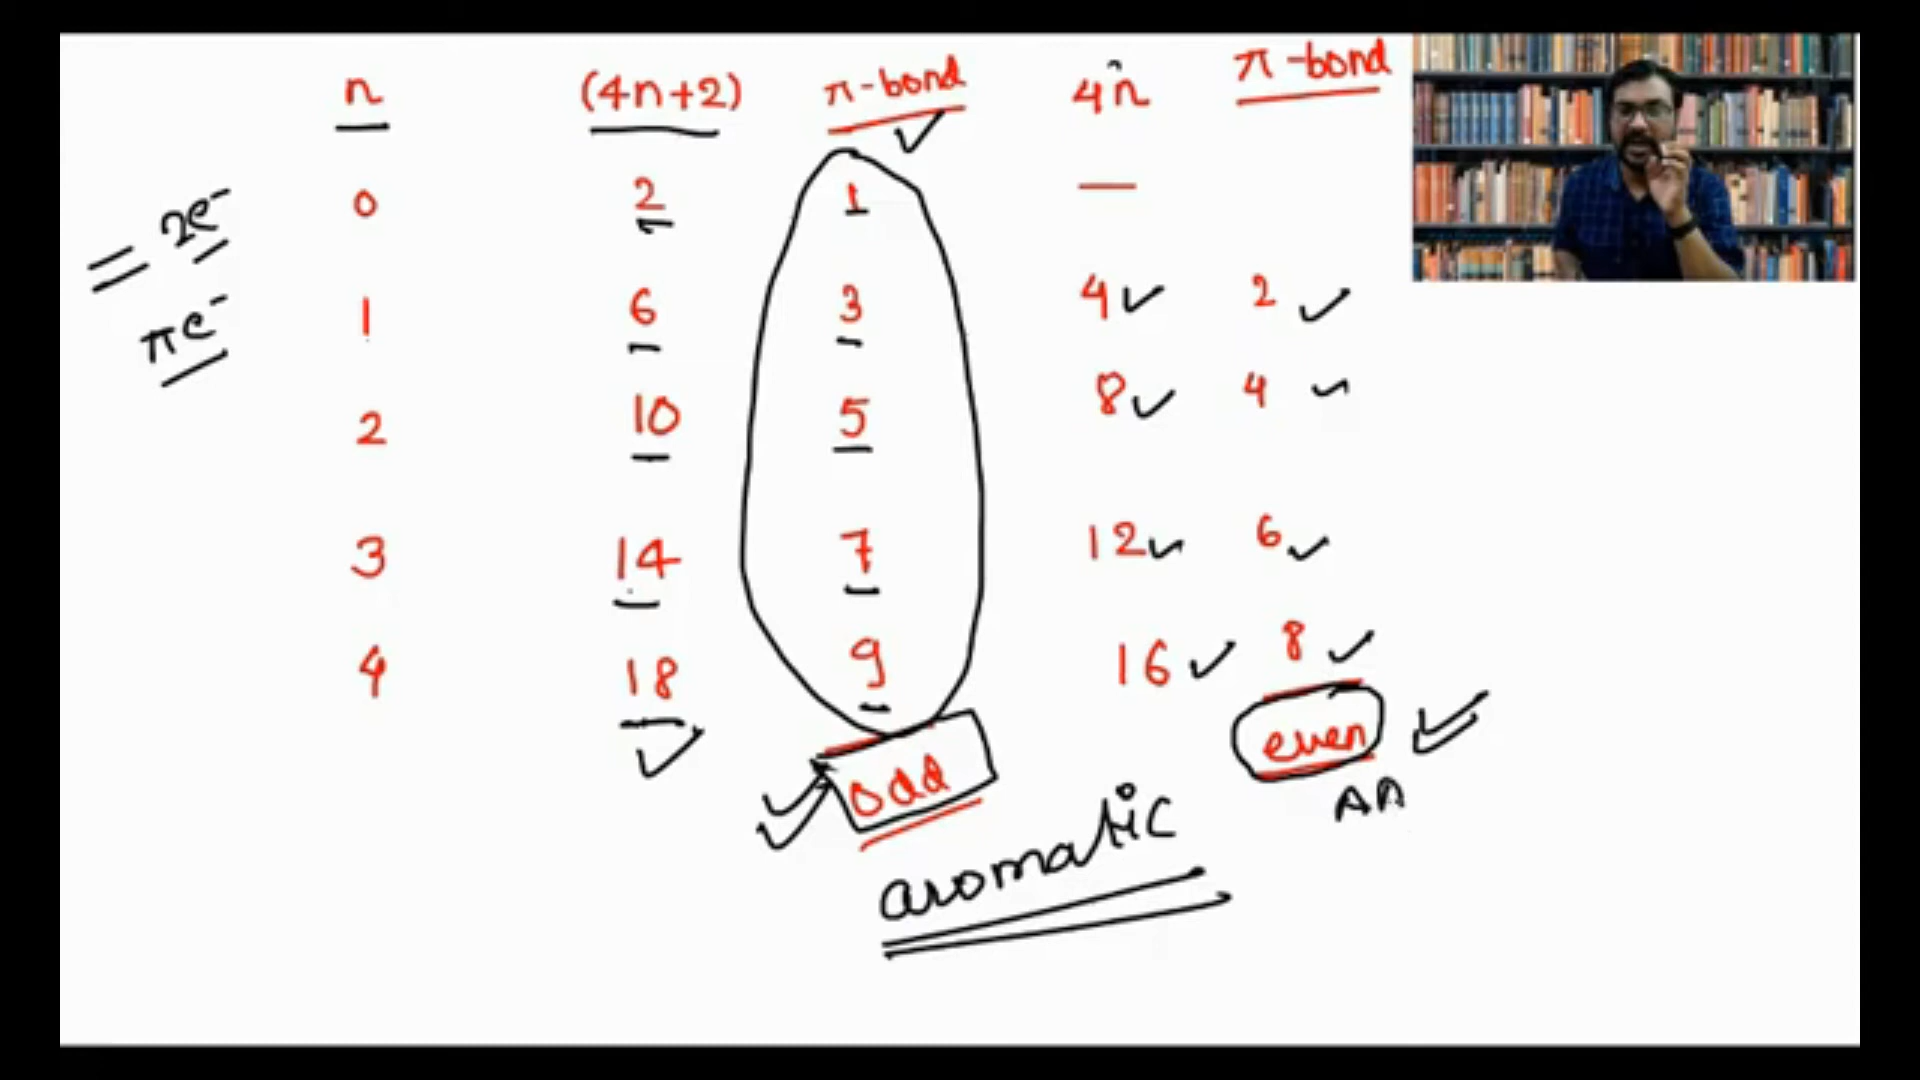 n (4n+2) π-bond 4n π-bond
= 2e⁻ 0 2 1 —
πe⁻ 1 6 3 4 ✓ 2 ✓
2 10 5 8 ✓ 4 ✓
3 14 7 12 ✓ 6 ✓
4 18 9 16 ✓ 8 ✓
odd even
AA
aromatic